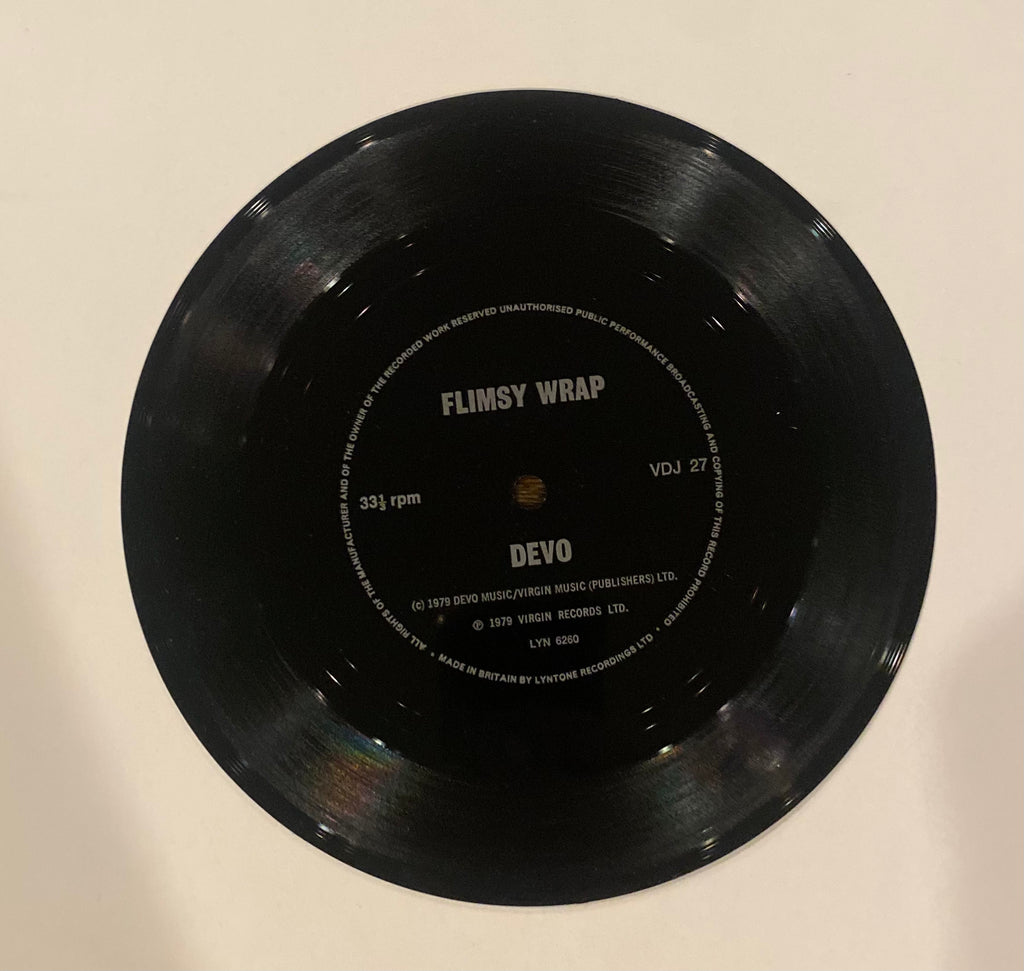 FLIMSY WRAP
VDJ 27
33⅓ rpm
DEVO
(c) 1979 DEVO MUSIC/VIRGIN MUSIC (PUBLISHERS) LTD.
℗ 1979 VIRGIN RECORDS LTD.
LYN 6260
ALL RIGHTS OF THE MANUFACTURER AND OF THE OWNER OF THE RECORDED WORK RESERVED UNAUTHORISED PUBLIC PERFORMANCE BROADCASTING AND COPYING OF THIS RECORD PROHIBITED • MADE IN BRITAIN BY LYNTONE RECORDINGS LTD •